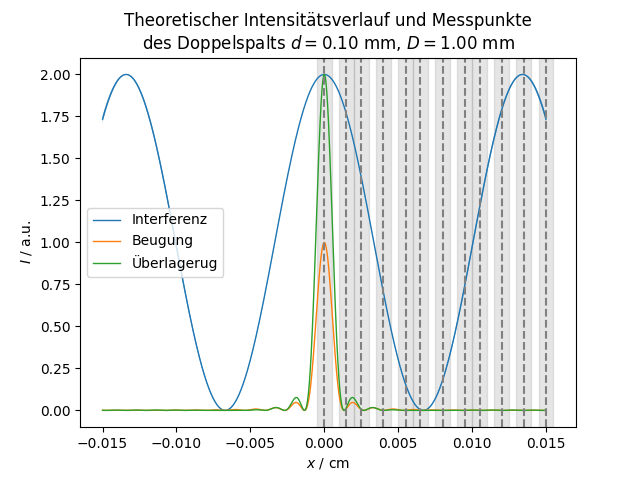 Theoretischer Intensitätsverlauf und Messpunkte
des Doppelspalts d = 0.10 mm, D = 1.00 mm
2.00
1.75
1.50
1.25
1.00
0.75
0.50
0.25
0.00
I / a.u.
Interferenz
Beugung
Überlagerug
−0.015 −0.010 −0.005 0.000 0.005 0.010 0.015
x / cm